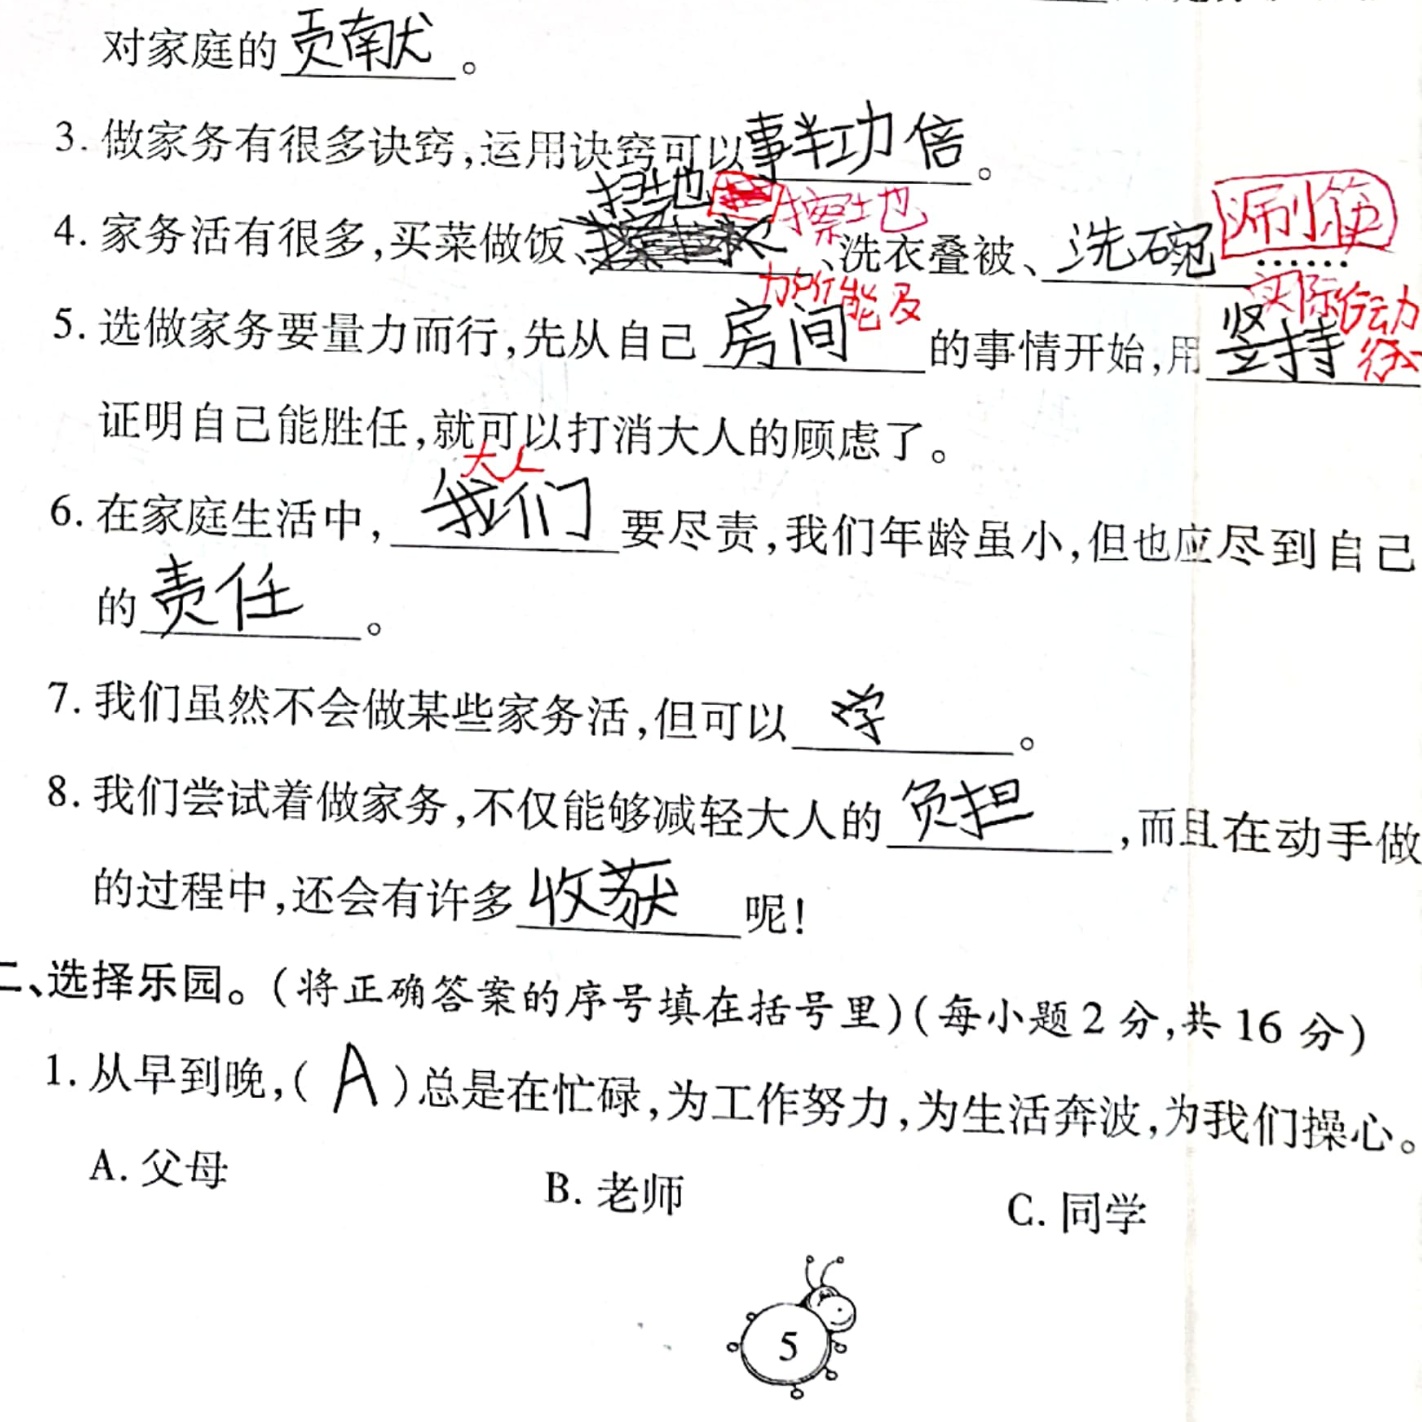 对家庭的贡献。
3. 做家务有很多诀窍,运用诀窍可以事半功倍。
扫地 擦地
4. 家务活有很多,买菜做饭、、洗衣叠被、洗碗 涮筷……
力所能及 实际行动
5. 选做家务要量力而行,先从自己房间的事情开始,用坚持
证明自己能胜任,就可以打消大人的顾虑了。
大人
6. 在家庭生活中,我们要尽责,我们年龄虽小,但也应尽到自己
的责任。
7. 我们虽然不会做某些家务活,但可以学。
8. 我们尝试着做家务,不仅能够减轻大人的负担,而且在动手做
的过程中,还会有许多收获呢!
二、选择乐园。(将正确答案的序号填在括号里)(每小题2分,共16分)
1. 从早到晚,(A)总是在忙碌,为工作努力,为生活奔波,为我们操心。
A. 父母 B. 老师 C. 同学
5